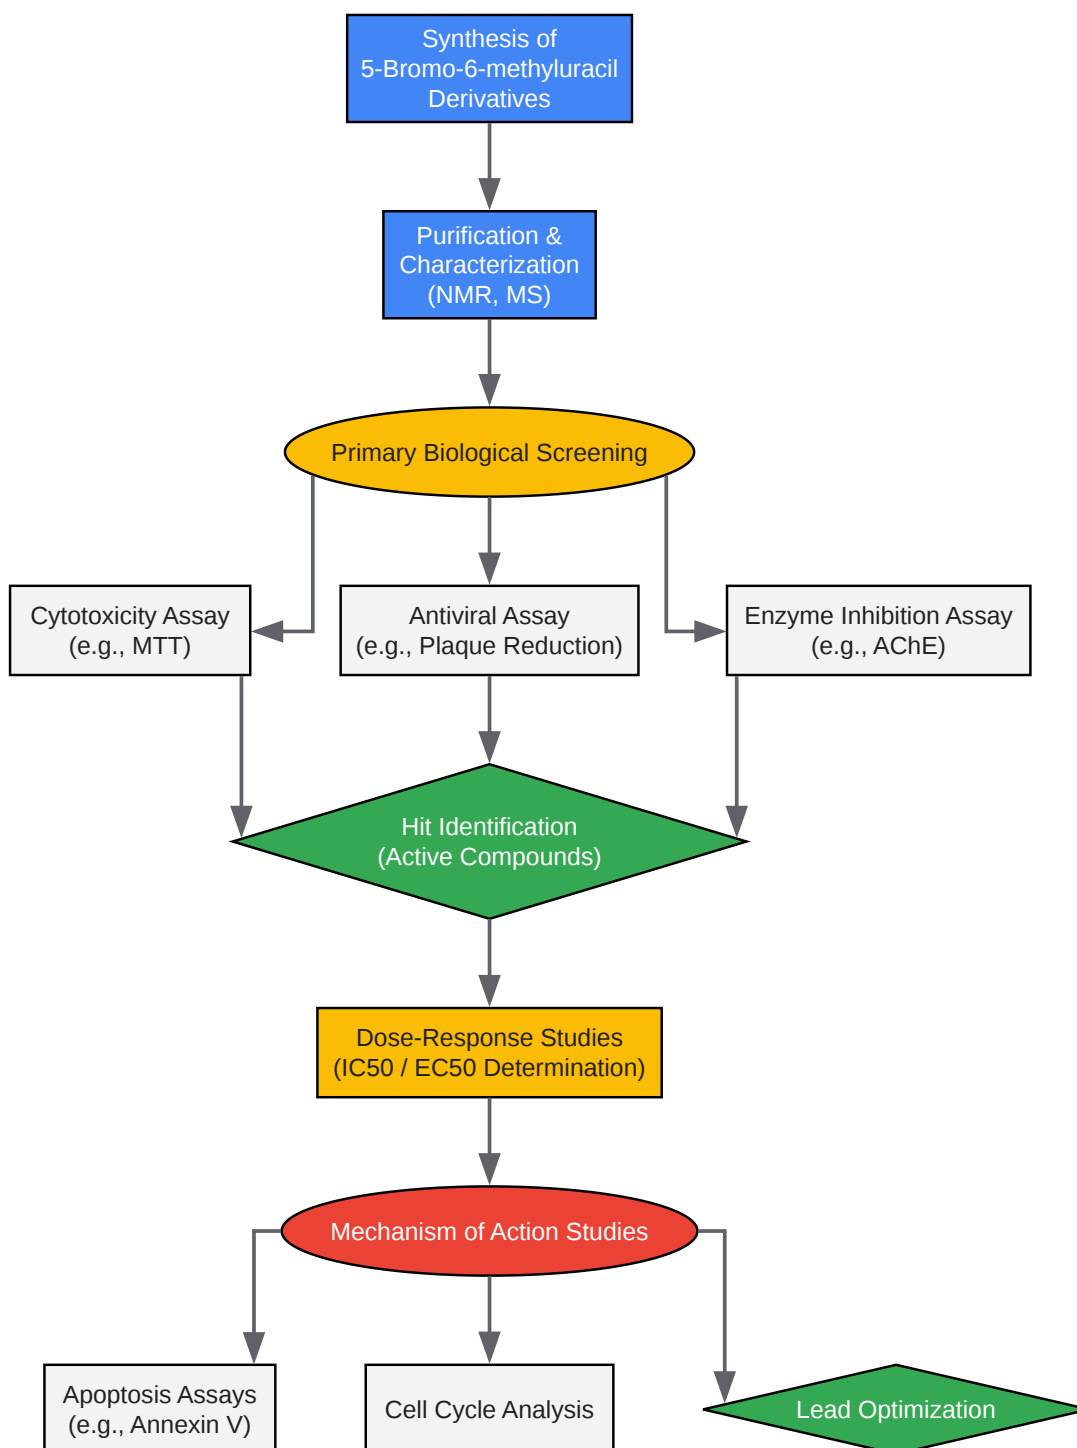 Synthesis of
5-Bromo-6-methyluracil
Derivatives
Purification &
Characterization
(NMR, MS)
Primary Biological Screening
Cytotoxicity Assay
(e.g., MTT)
Antiviral Assay
(e.g., Plaque Reduction)
Enzyme Inhibition Assay
(e.g., AChE)
Hit Identification
(Active Compounds)
Dose-Response Studies
(IC50 / EC50 Determination)
Mechanism of Action Studies
Apoptosis Assays
(e.g., Annexin V)
Cell Cycle Analysis
Lead Optimization